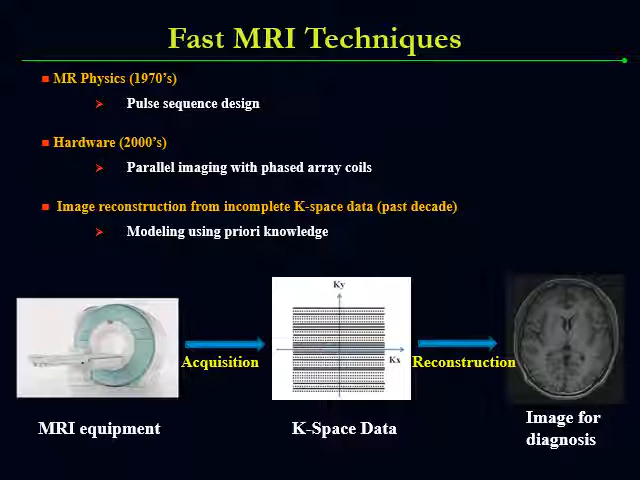 Fast MRI Techniques
MR Physics (1970's)
Pulse sequence design
Hardware (2000's)
Parallel imaging with phased array coils
Image reconstruction from incomplete K-space data (past decade)
Modeling using priori knowledge
Ky
Kx
Acquisition
Reconstruction
MRI equipment
K-Space Data
Image for
diagnosis